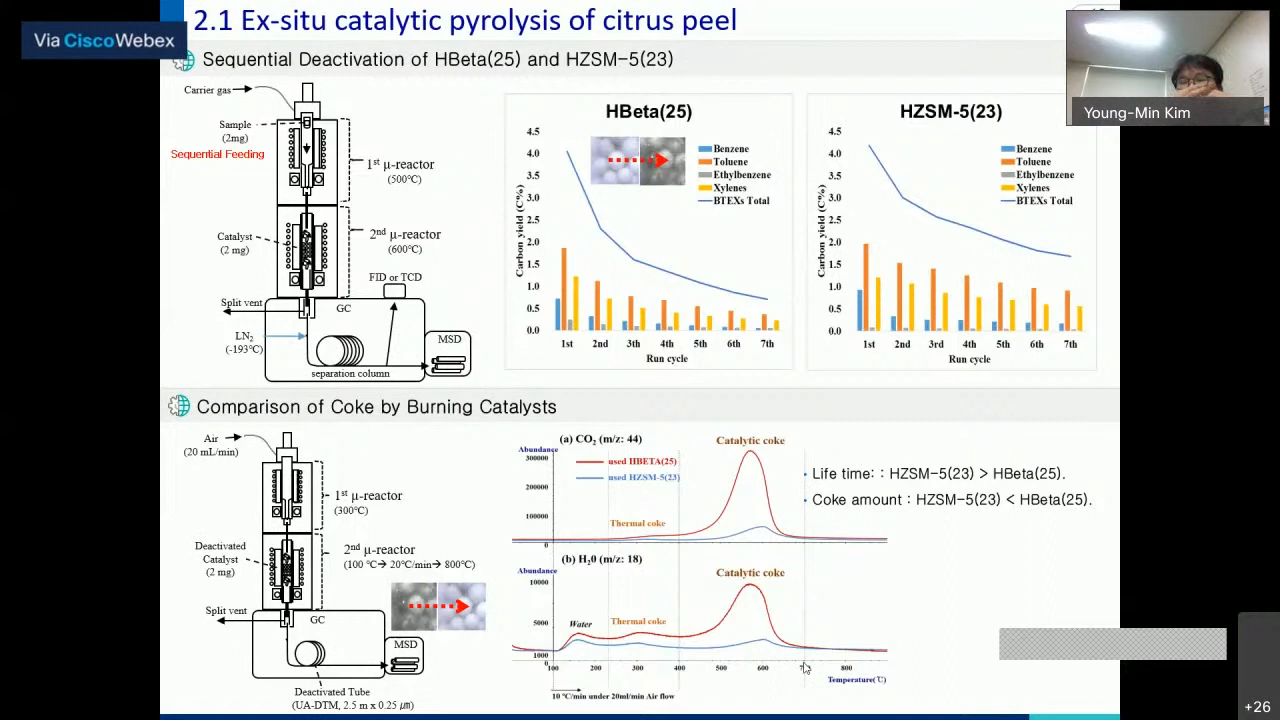 2.1 Ex-situ catalytic pyrolysis of citrus peel
Via Cisco Webex
Young-Min Kim
Sequential Deactivation of HBeta(25) and HZSM-5(23)
Carrier gas
Sample
(2mg)
Sequential Feeding
1st μ-reactor
(500℃)
Catalyst
(2 mg)
2nd μ-reactor
(600℃)
FID or TCD
Split vent
GC
LN2
(-193℃)
MSD
separation column
HBeta(25)
Carbon yield (C%)
4.5
4.0
3.5
3.0
2.5
2.0
1.5
1.0
0.5
0.0
Benzene
Toluene
Ethylbenzene
Xylenes
BTEXs Total
1st 2nd 3th 4th 5th 6th 7th
Run cycle
HZSM-5(23)
Carbon yield (C%)
4.5
4.0
3.5
3.0
2.5
2.0
1.5
1.0
0.5
0.0
Benzene
Toluene
Ethylbenzene
Xylenes
BTEXs Total
1st 2nd 3rd 4th 5th 6th 7th
Run cycle
Comparison of Coke by Burning Catalysts
Air
(20 mL/min)
1st μ-reactor
(300℃)
Deactivated
Catalyst
(2 mg)
2nd μ-reactor
(100 ℃→ 20℃/min→ 800℃)
Split vent
GC
MSD
Deactivated Tube
(UA-DTM, 2.5 m x 0.25 ㎛)
(a) CO2 (m/z: 44)
Abundance
300000
200000
100000
0
used HBETA(25)
used HZSM-5(23)
Catalytic coke
Thermal coke
(b) H20 (m/z: 18)
Abundance
10000
5000
1000
0
Catalytic coke
Water
Thermal coke
100 200 300 400 500 600 800
Temperature(℃)
10 ℃/min under 20ml/min Air flow
• Life time: : HZSM-5(23) > HBeta(25).
• Coke amount : HZSM-5(23) < HBeta(25).
+26